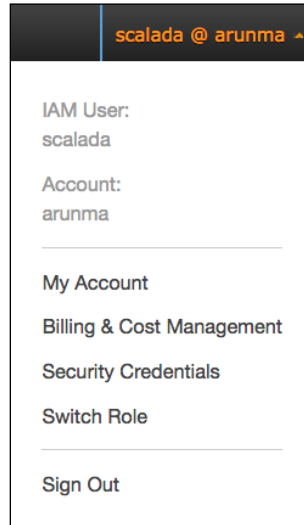 scalada @ arunma
IAM User:
scalada
Account:
arunma
My Account
Billing & Cost Management
Security Credentials
Switch Role
Sign Out